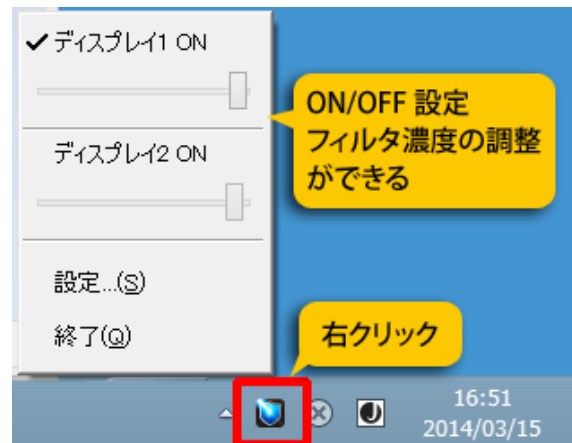 ディスプレイ1 ON
ディスプレイ2 ON
設定...(S)
終了(Q)
ON/OFF 設定
フィルタ濃度の調整
ができる
右クリック
16:51
2014/03/15